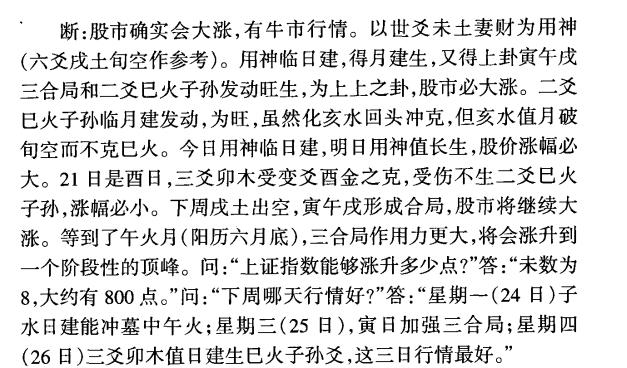 断:股市确实会大涨,有牛市行情。以世爻未土妻财为用神
(六爻戌土旬空作参考)。用神临日建,得月建生,又得上卦寅午戌
三合局和二爻巳火子孙发动旺生,为上上之卦,股市必大涨。二爻
巳火子孙临月建发动,为旺,虽然化亥水回头冲克,但亥水值月破
旬空而不克巳火。今日用神临日建,明日用神值长生,股价涨幅必
大。21日是酉日,三爻卯木受变爻酉金之克,受伤不生二爻巳火
子孙,涨幅必小。下周戌土出空,寅午戌形成合局,股市将继续大
涨。等到了午火月(阳历六月底),三合局作用力更大,将会涨升到
一个阶段性的顶峰。问:“上证指数能够涨升多少点?”答:“未数为
8,大约有800点。”问:“下周哪天行情好?”答:“星期一(24日)子
水日建能冲墓中午火;星期三(25日),寅日加强三合局;星期四
(26日)三爻卯木值日建生巳火子孙爻,这三日行情最好。”